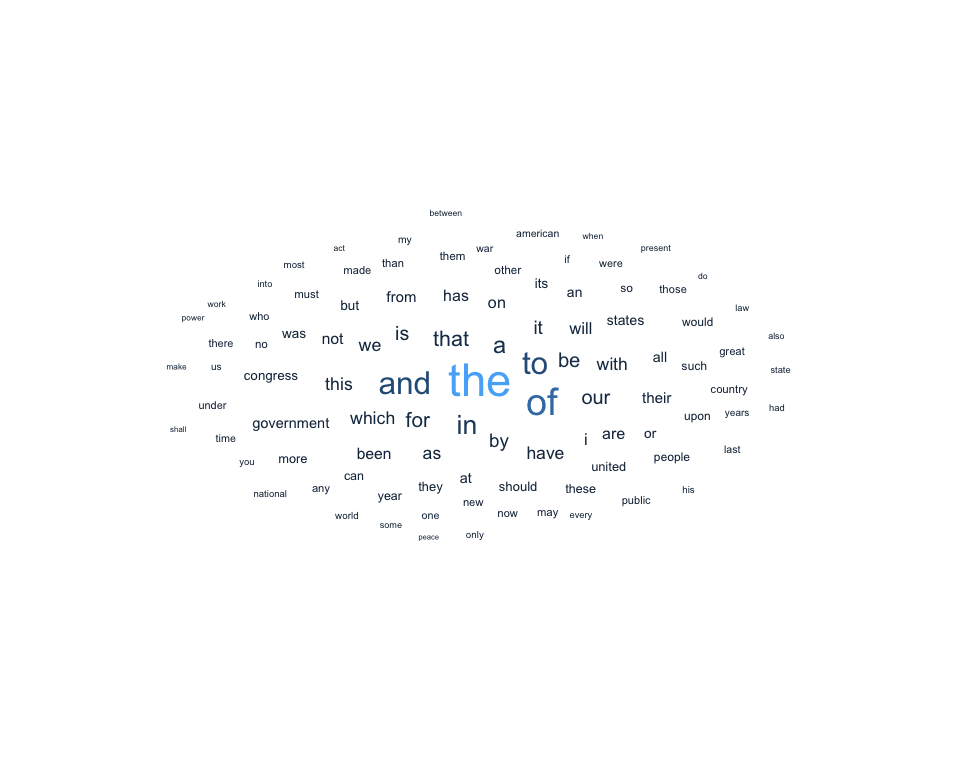 between
american when
my
act war present
them
most made than other if were
into its do
must but from has on an so those
work law
power who states would
there no was not we is that a it will also
great
make us congress this and the to be with all such state
of our their country
under upon years had
shall government which for in
time by i are or
you more been as have people last
united
can at
national any year they should these his
new public
world some one now may every
peace only